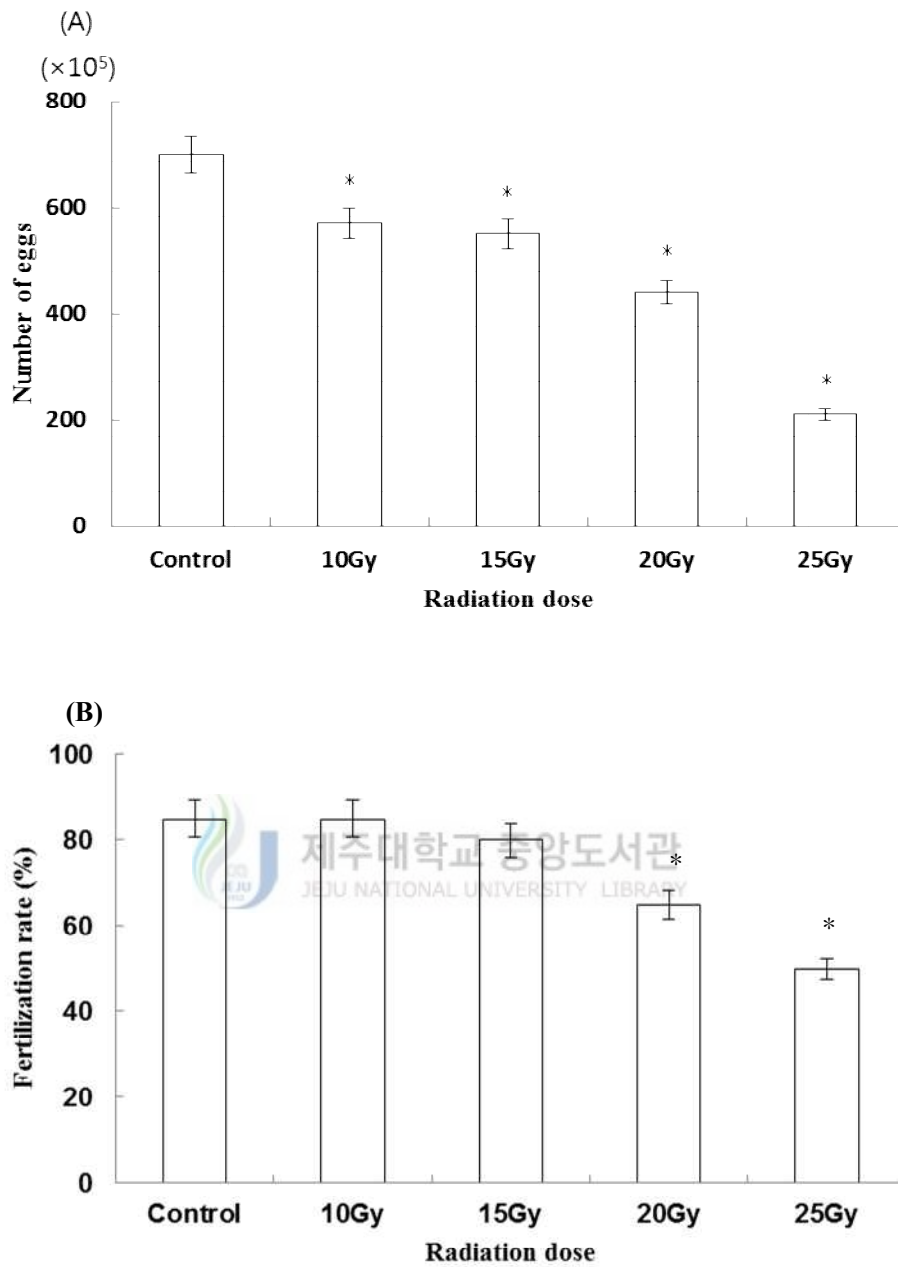 (A)
(×10⁵)
800
600
400
200
0
Number of eggs
*
*
*
*
Control 10Gy 15Gy 20Gy 25Gy
Radiation dose
(B)
100
80
60
40
20
0
Fertilization rate (%)
*
*
제주대학교 중앙도서관
JEJU NATIONAL UNIVERSITY LIBRARY
JEJU
1952
Control 10Gy 15Gy 20Gy 25Gy
Radiation dose